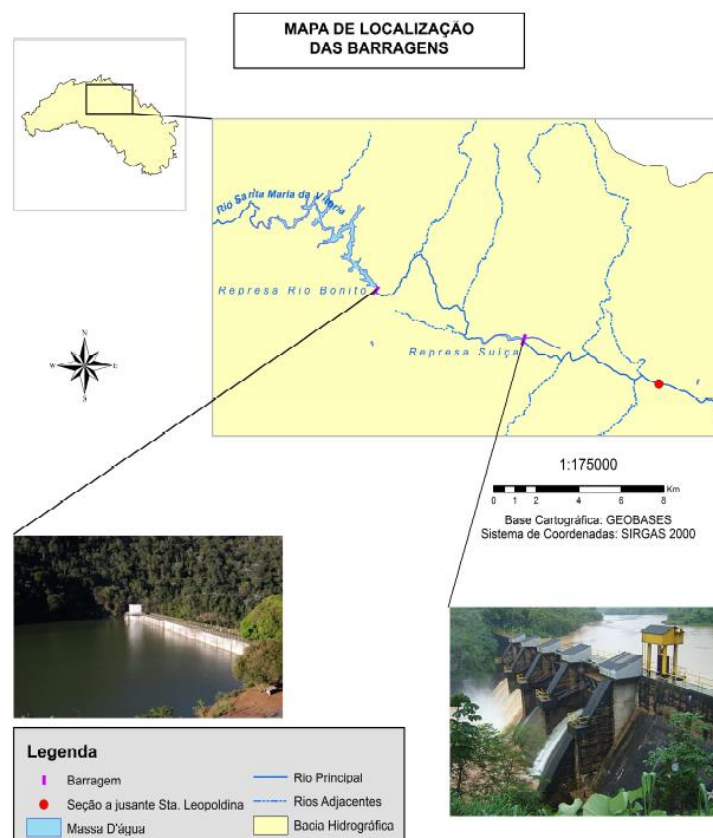 MAPA DE LOCALIZAÇÃO
DAS BARRAGENS
Rio Santa Maria da Vitória
Represa Rio Bonito
Represa Suíça
N
W
E
S
1:175000
0 1 2 4 6 8 Km
Base Cartográfica: GEOBASES
Sistema de Coordenadas: SIRGAS 2000
Legenda
Barragem
Rio Principal
Seção a jusante Sta. Leopoldina
Rios Adjacentes
Massa D'água
Bacia Hidrográfica